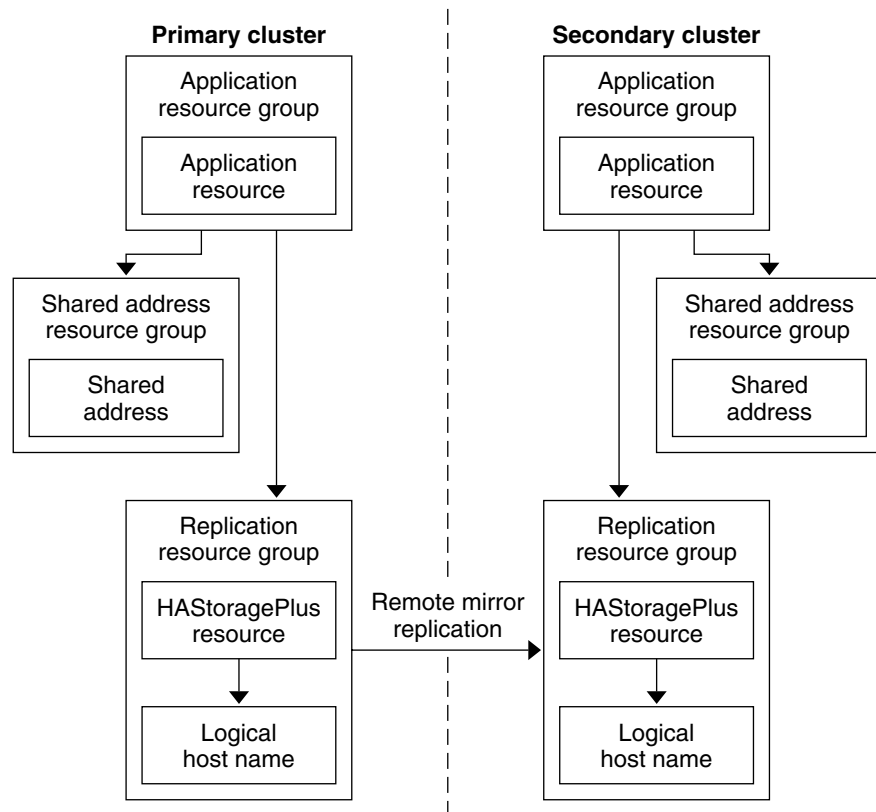 Primary cluster
Application
resource group
Application
resource
Shared address
resource group
Shared
address
Replication
resource group
HAStoragePlus
resource
Logical
host name
Remote mirror
replication
Secondary cluster
Application
resource group
Application
resource
Shared address
resource group
Shared
address
Replication
resource group
HAStoragePlus
resource
Logical
host name